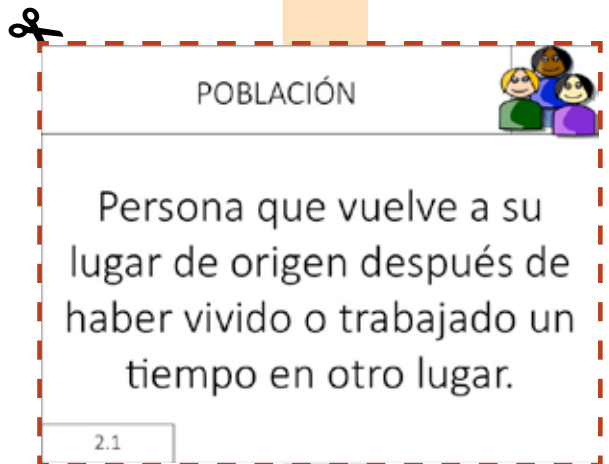 POBLACIÓN
Persona que vuelve a su
lugar de origen después de
haber vivido o trabajado un
tiempo en otro lugar.
2.1